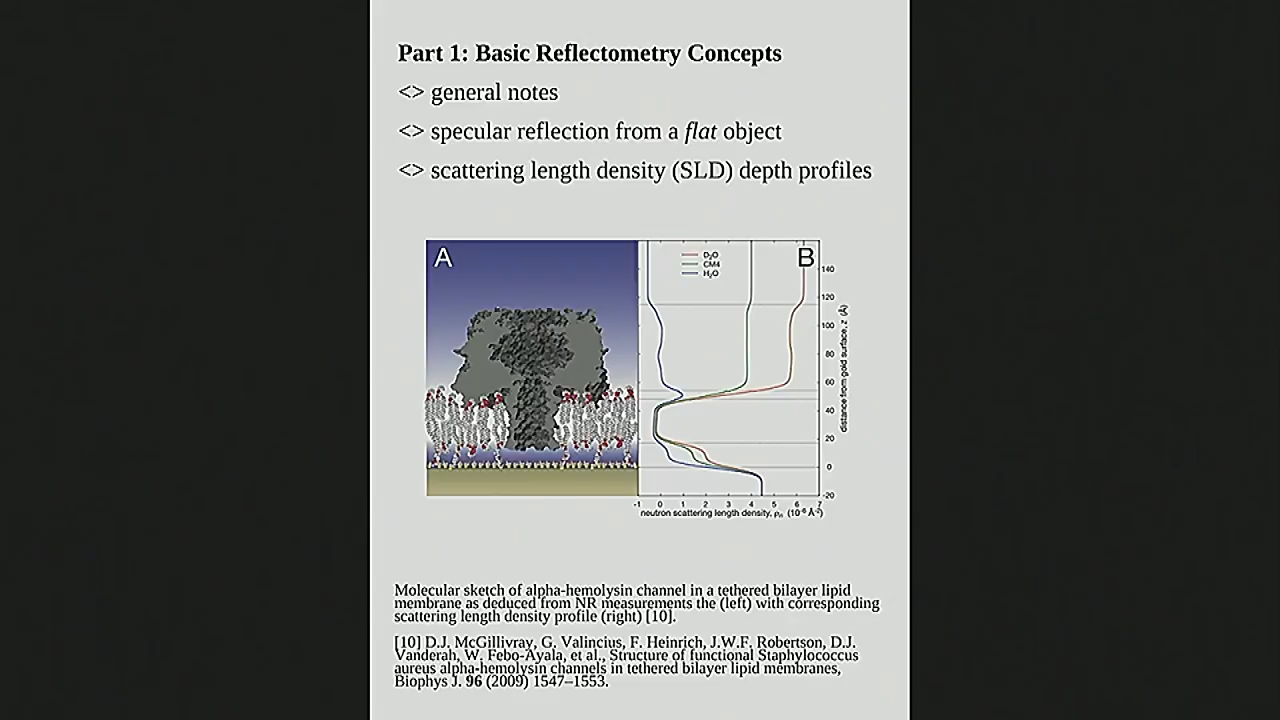 Part 1: Basic Reflectometry Concepts
<> general notes
<> specular reflection from a flat object
<> scattering length density (SLD) depth profiles
A
B
D₂O
CM4
H₂O
140
120
100
80
60
40
20
0
-20
distance from gold surface, z (Å)
-1 0 1 2 3 4 5 6 7
neutron scattering length density, ρₙ (10⁻⁶ Å⁻²)
Molecular sketch of alpha-hemolysin channel in a tethered bilayer lipid
membrane as deduced from NR measurements the (left) with corresponding
scattering length density profile (right) [10].
[10] D.J. McGillivray, G. Valincius, F. Heinrich, J.W.F. Robertson, D.J.
Vanderah, W. Febo-Ayala, et al., Structure of functional Staphylococcus
aureus alpha-hemolysin channels in tethered bilayer lipid membranes,
Biophys J. 96 (2009) 1547–1553.